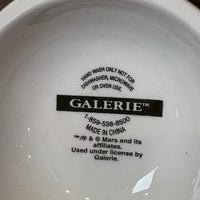 HAND WASH ONLY NOT FOR
DISHWASHER, MICROWAVE
OR OVEN USE.
GALERIE™
1-859-538-8500
MADE IN CHINA
™/® & © Mars and its
affiliates.
Used under license by
Galerie.